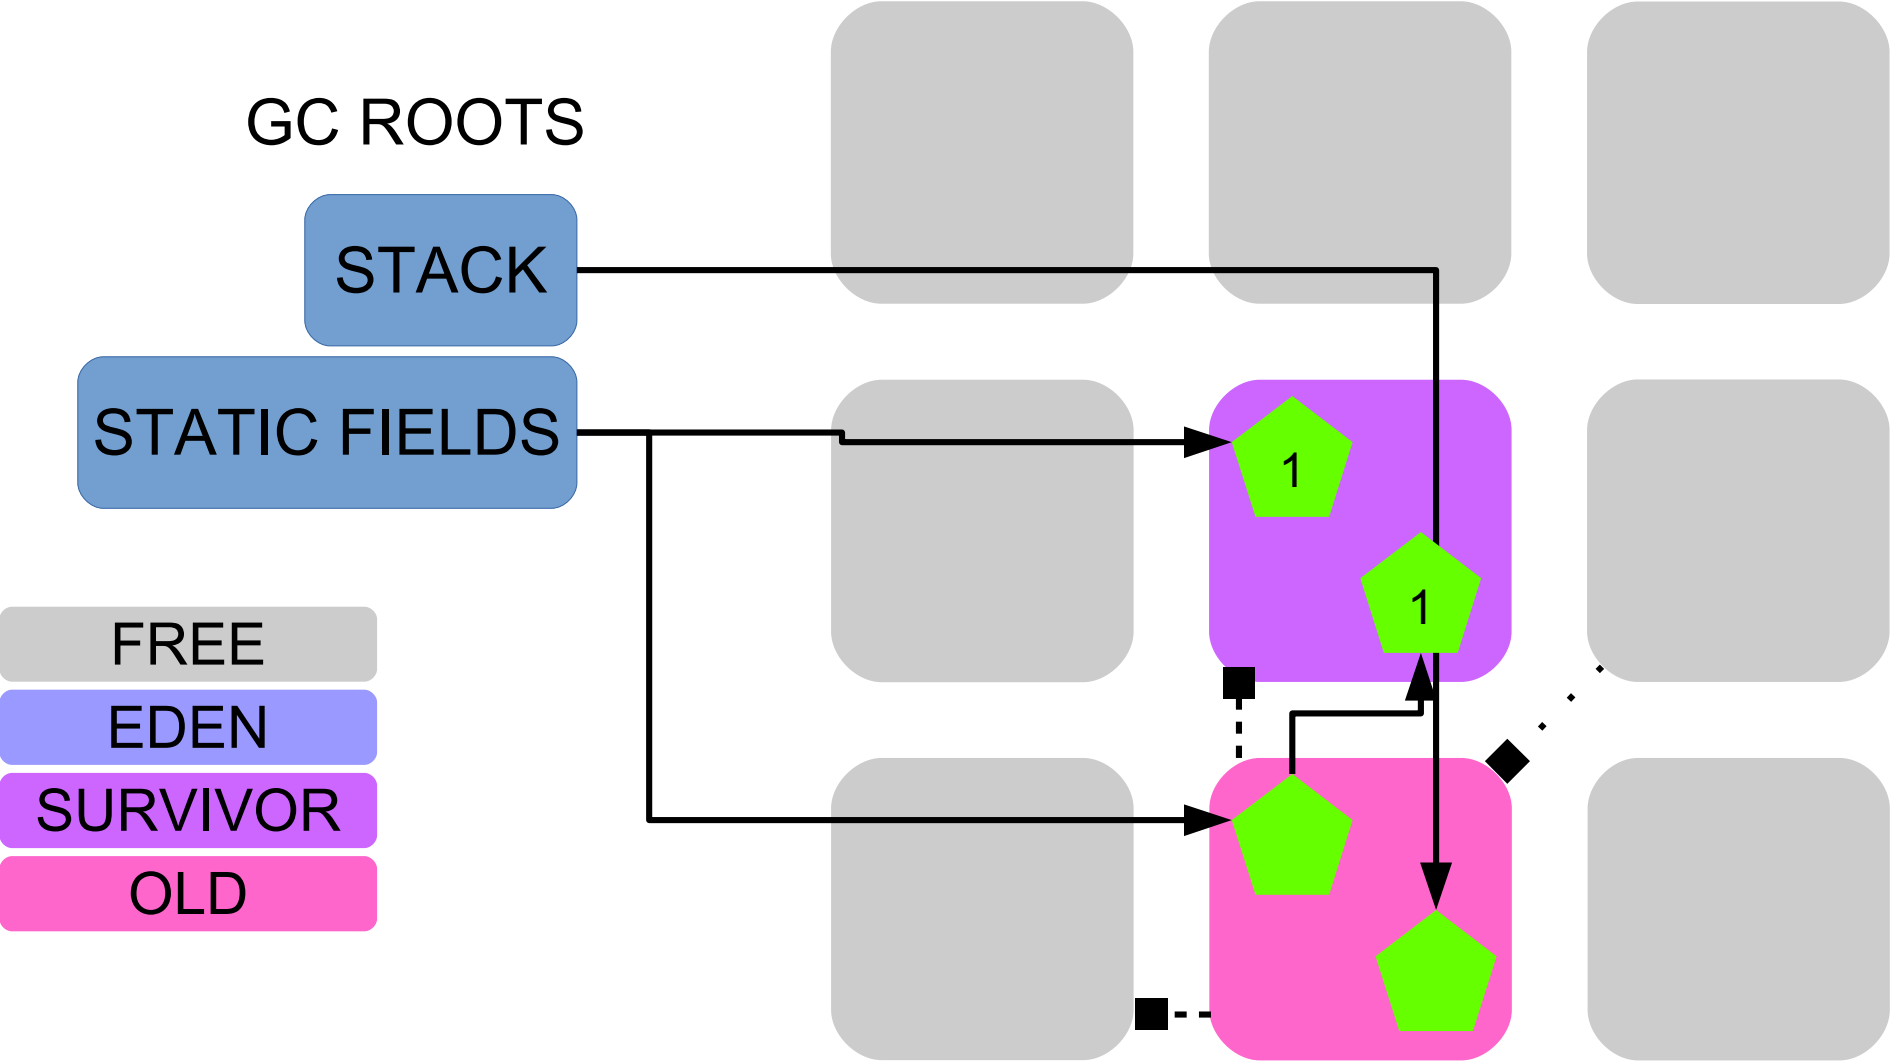 GC ROOTS
STACK
STATIC FIELDS
1
1
FREE
EDEN
SURVIVOR
OLD